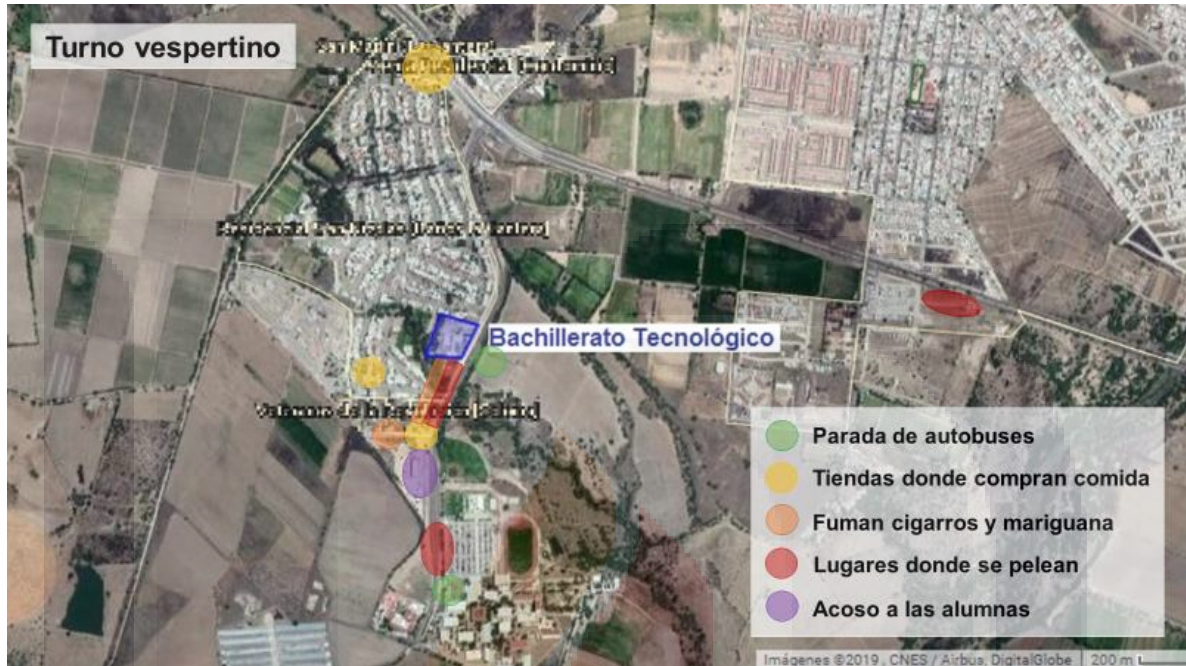 Turno vespertino
Bachillerato Tecnológico
Parada de autobuses
Tiendas donde compran comida
Fuman cigarros y mariguana
Lugares donde se pelean
Acoso a las alumnas
Imágenes ©2019 , CNES / Airbus, DigitalGlobe
200 m